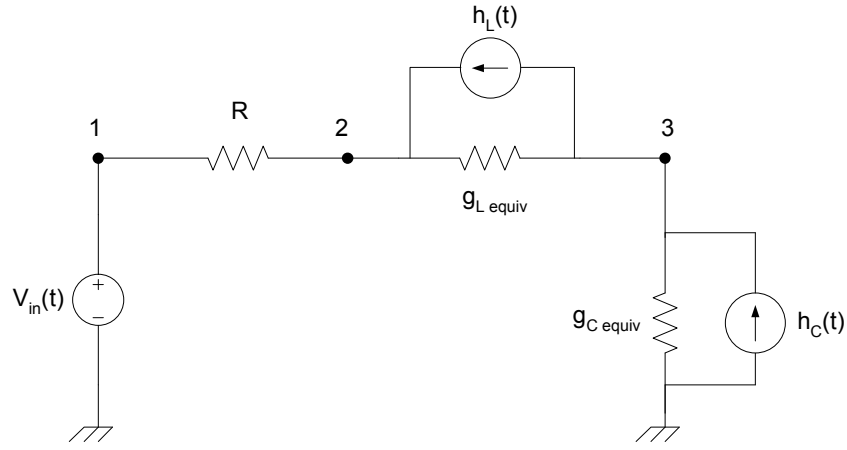 h_L(t)
R
1
2
3
g_L equiv
+
V_in(t)
−
g_C equiv
h_C(t)